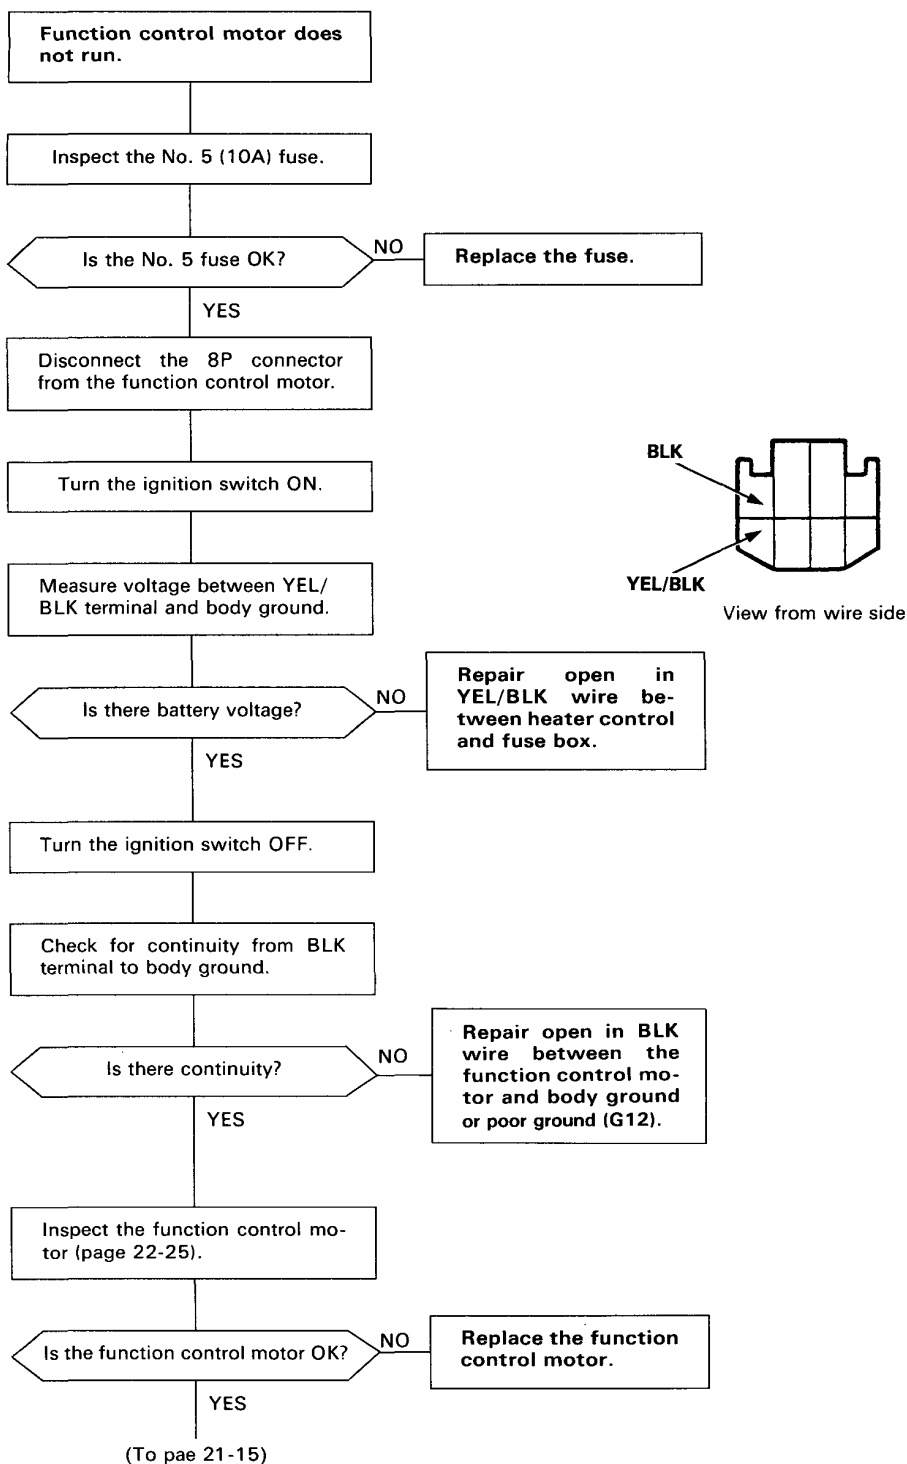 Function control motor does
not run.
Inspect the No. 5 (10A) fuse.
Is the No. 5 fuse OK?
NO
Replace the fuse.
YES
Disconnect the 8P connector
from the function control motor.
Turn the ignition switch ON.
BLK
YEL/BLK
View from wire side
Measure voltage between YEL/
BLK terminal and body ground.
Is there battery voltage?
NO
Repair open in
YEL/BLK wire be-
tween heater control
and fuse box.
YES
Turn the ignition switch OFF.
Check for continuity from BLK
terminal to body ground.
Is there continuity?
NO
Repair open in BLK
wire between the
function control mo-
tor and body ground
or poor ground (G12).
YES
Inspect the function control mo-
tor (page 22-25).
Is the function control motor OK?
NO
Replace the function
control motor.
YES
(To pae 21-15)